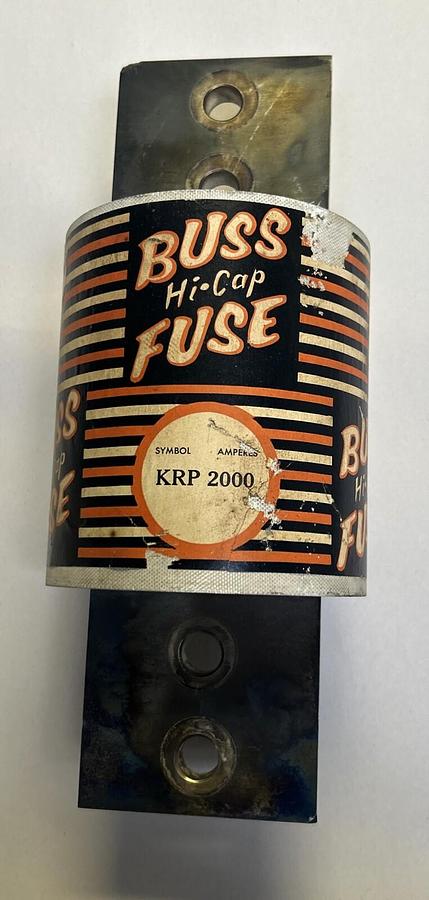 BUSS
Hi•Cap
FUSE
SYMBOL AMPERES
KRP 2000